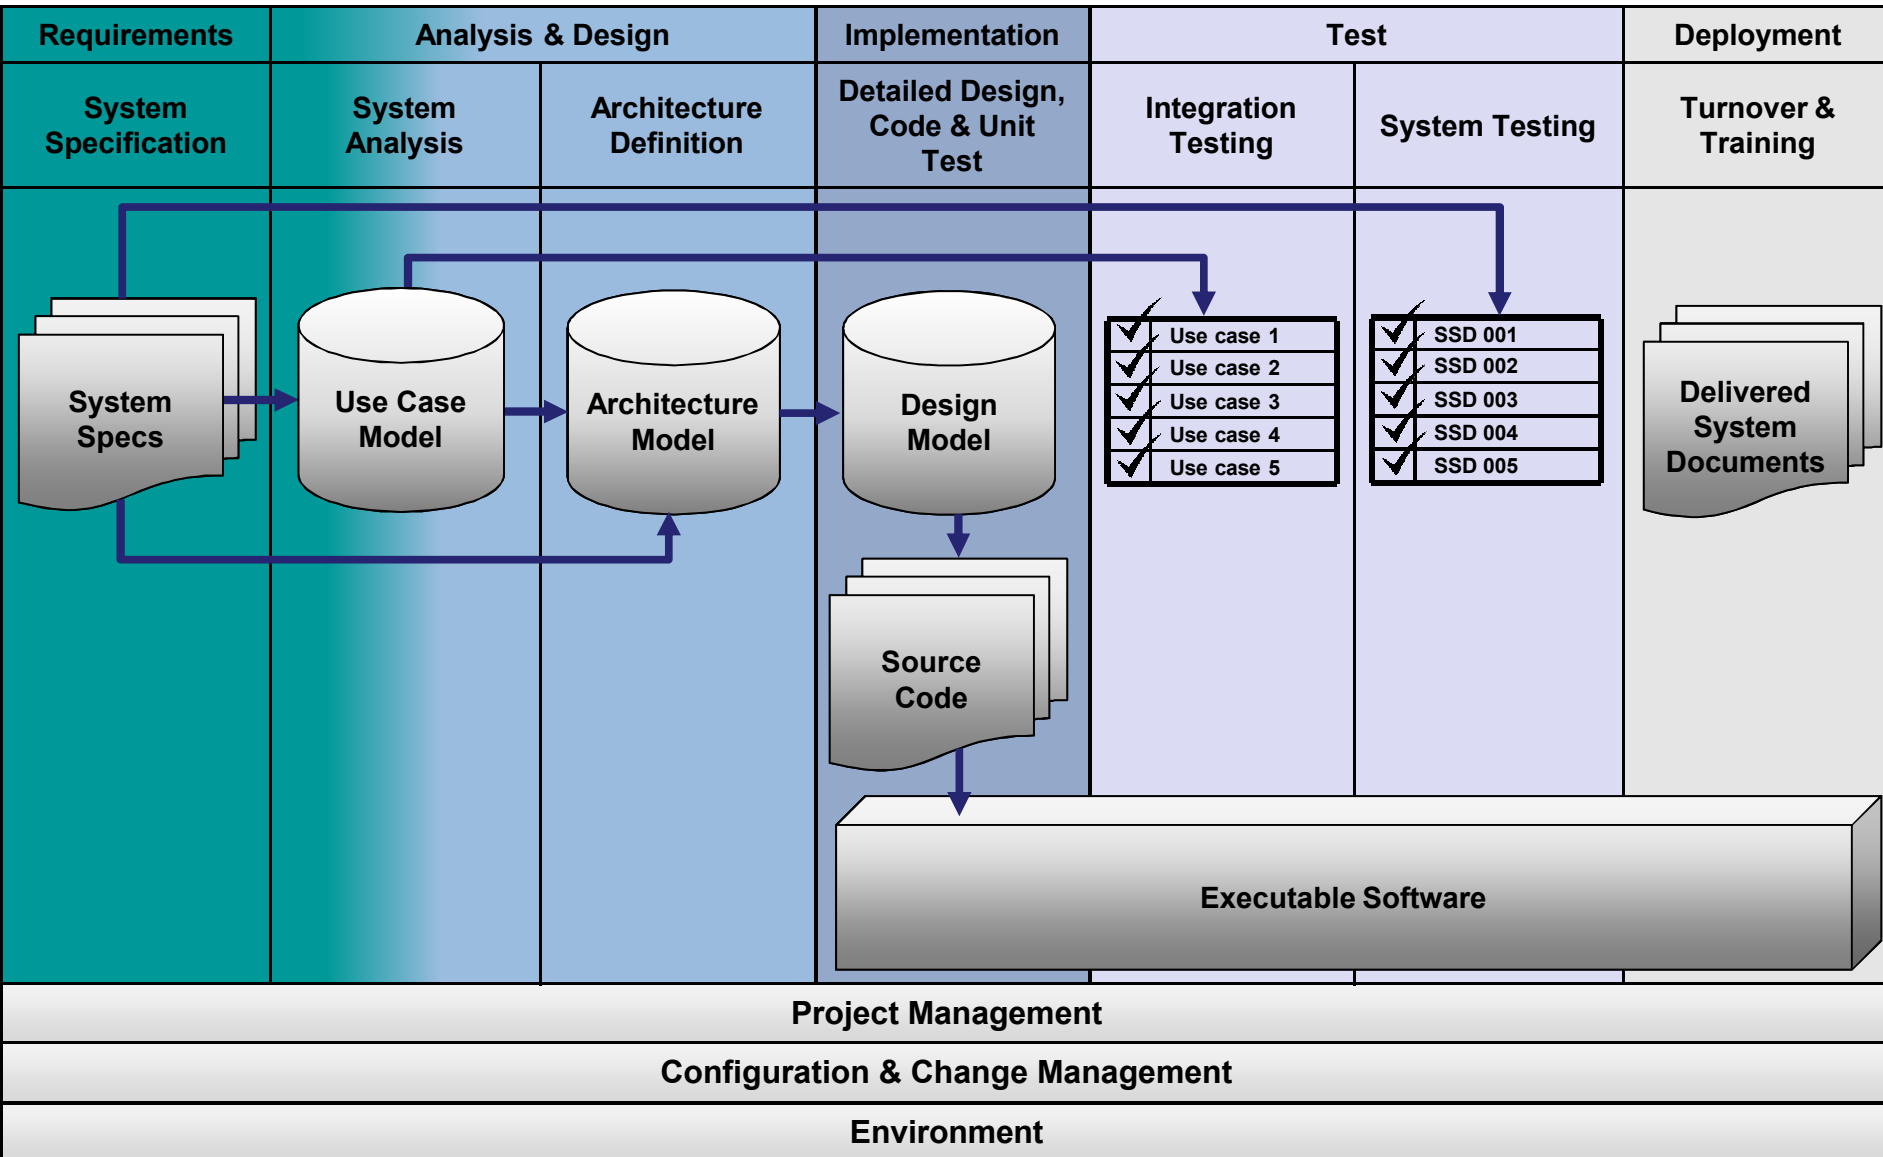 Requirements
Analysis & Design
Implementation
Test
Deployment
System
Specification
System
Analysis
Architecture
Definition
Detailed Design,
Code & Unit
Test
Integration
Testing
System Testing
Turnover &
Training
System
Specs
Use Case
Model
Architecture
Model
Design
Model
Use case 1
Use case 2
Use case 3
Use case 4
Use case 5
SSD 001
SSD 002
SSD 003
SSD 004
SSD 005
Delivered
System
Documents
Source
Code
Executable Software
Project Management
Configuration & Change Management
Environment